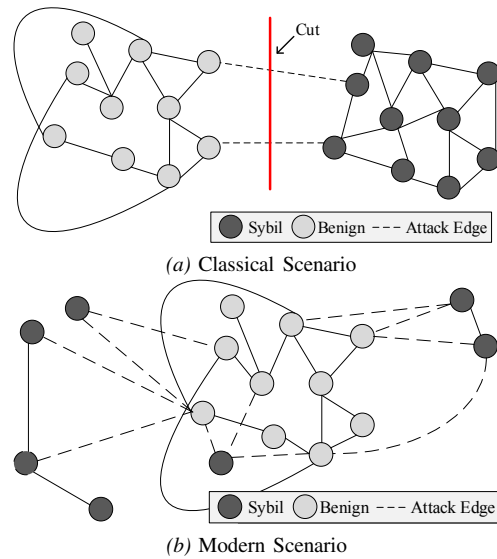 Cut
Sybil Benign Attack Edge
(a) Classical Scenario
Sybil Benign Attack Edge
(b) Modern Scenario